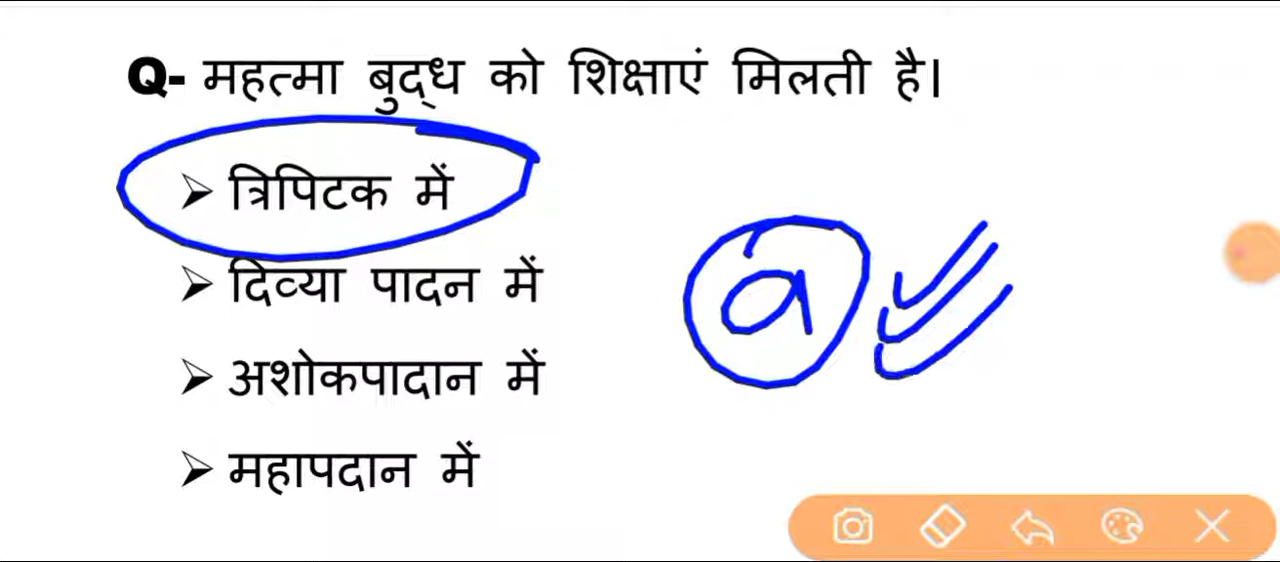 Q- महत्मा बुद्ध को शिक्षाएं मिलती है।
➢ त्रिपिटक में
➢ दिव्या पादन में
a
➢ अशोकपादान में
➢ महापदान में